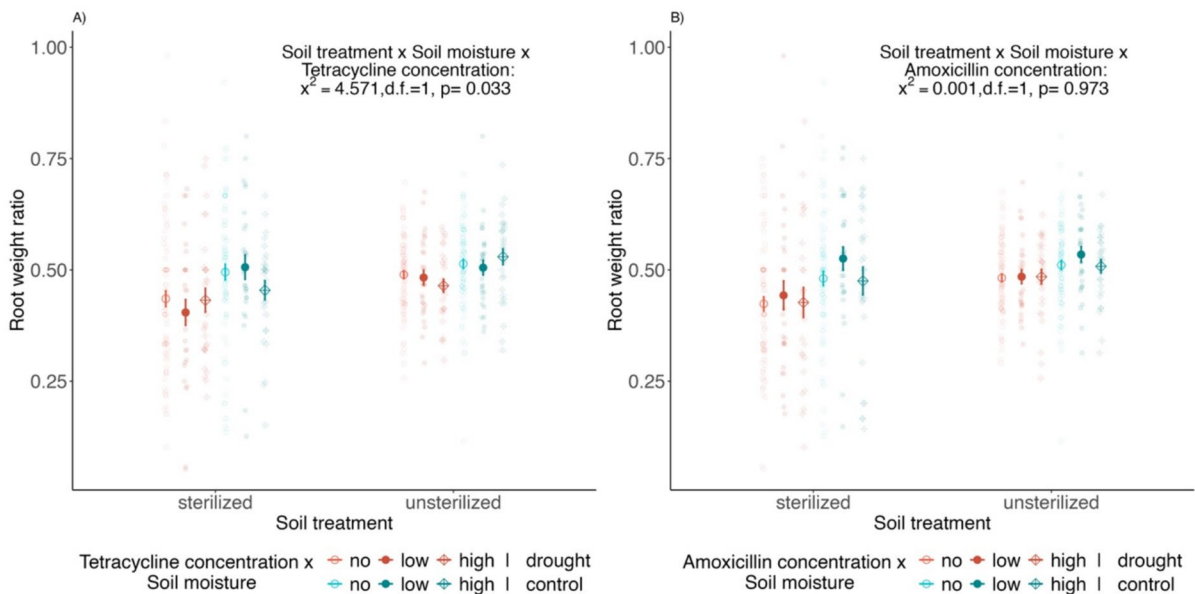 A)
Soil treatment x Soil moisture x
Tetracycline concentration:
x² = 4.571,d.f.=1, p= 0.033
1.00
0.75
0.50
0.25
Root weight ratio
sterilized
unsterilized
Soil treatment
Tetracycline concentration x
Soil moisture
no low high | drought
no low high | control
B)
Soil treatment x Soil moisture x
Amoxicillin concentration:
x² = 0.001,d.f.=1, p= 0.973
1.00
0.75
0.50
0.25
Root weight ratio
sterilized
unsterilized
Soil treatment
Amoxicillin concentration x
Soil moisture
no low high | drought
no low high | control